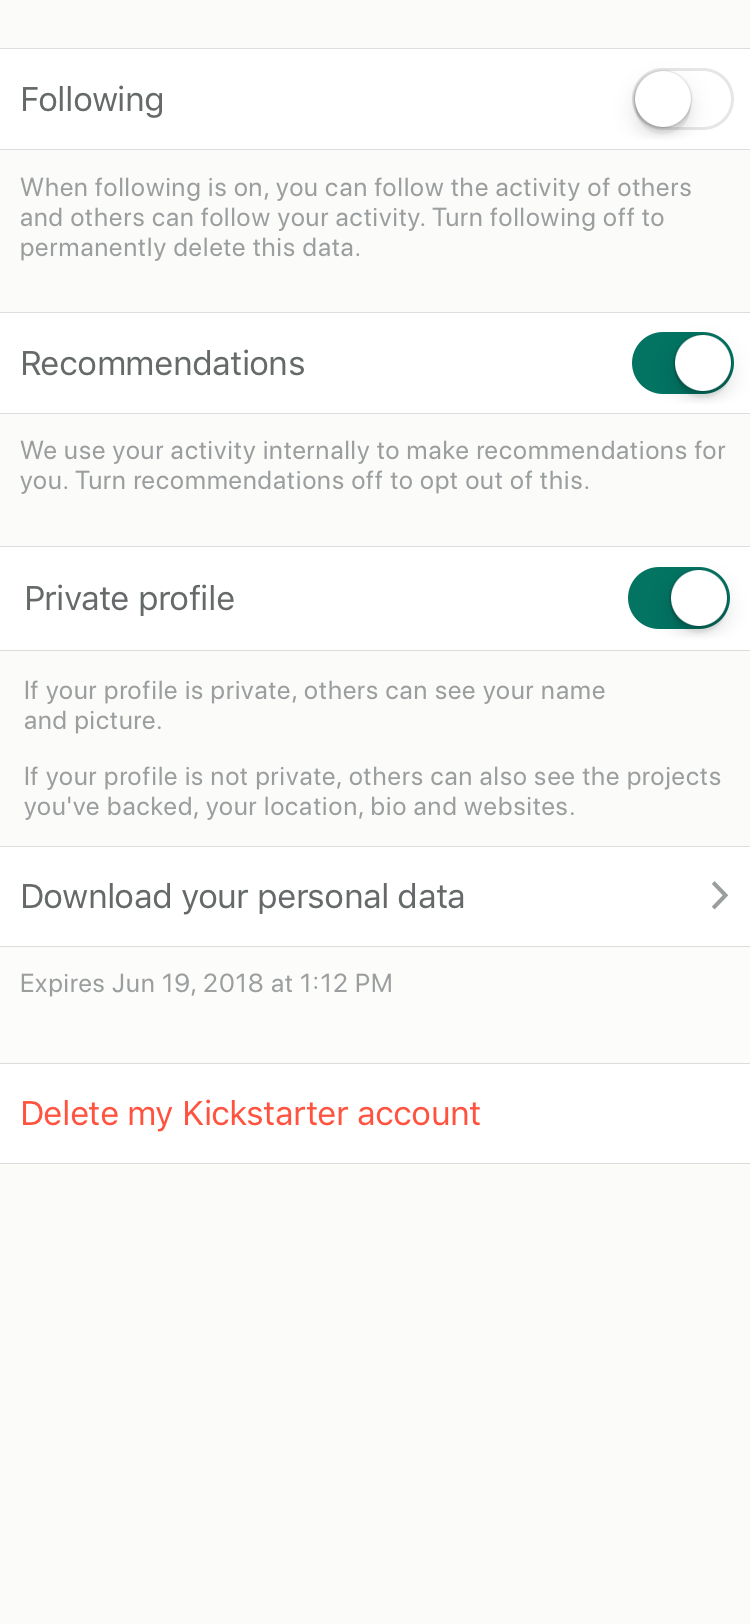 Following
When following is on, you can follow the activity of others
and others can follow your activity. Turn following off to
permanently delete this data.
Recommendations
We use your activity internally to make recommendations for
you. Turn recommendations off to opt out of this.
Private profile
If your profile is private, others can see your name
and picture.
If your profile is not private, others can also see the projects
you've backed, your location, bio and websites.
Download your personal data
Expires Jun 19, 2018 at 1:12 PM
Delete my Kickstarter account